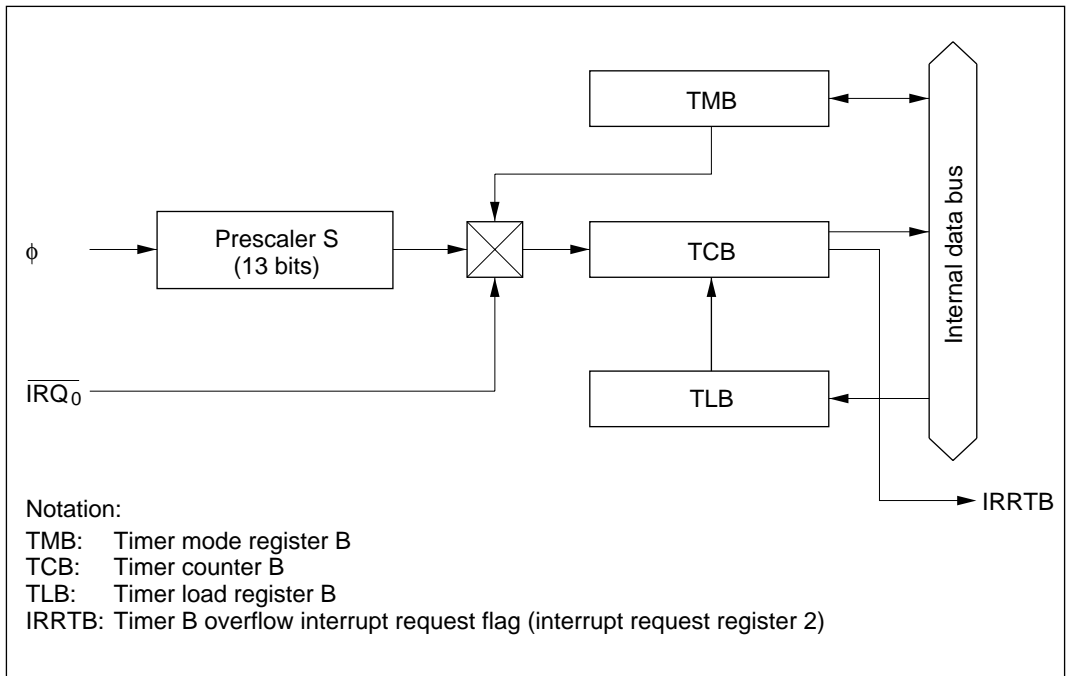 TMB
ϕ
Prescaler S
(13 bits)
TCB
Internal data bus
IRQ0
TLB
IRRTB
Notation:
TMB: Timer mode register B
TCB: Timer counter B
TLB: Timer load register B
IRRTB: Timer B overflow interrupt request flag (interrupt request register 2)